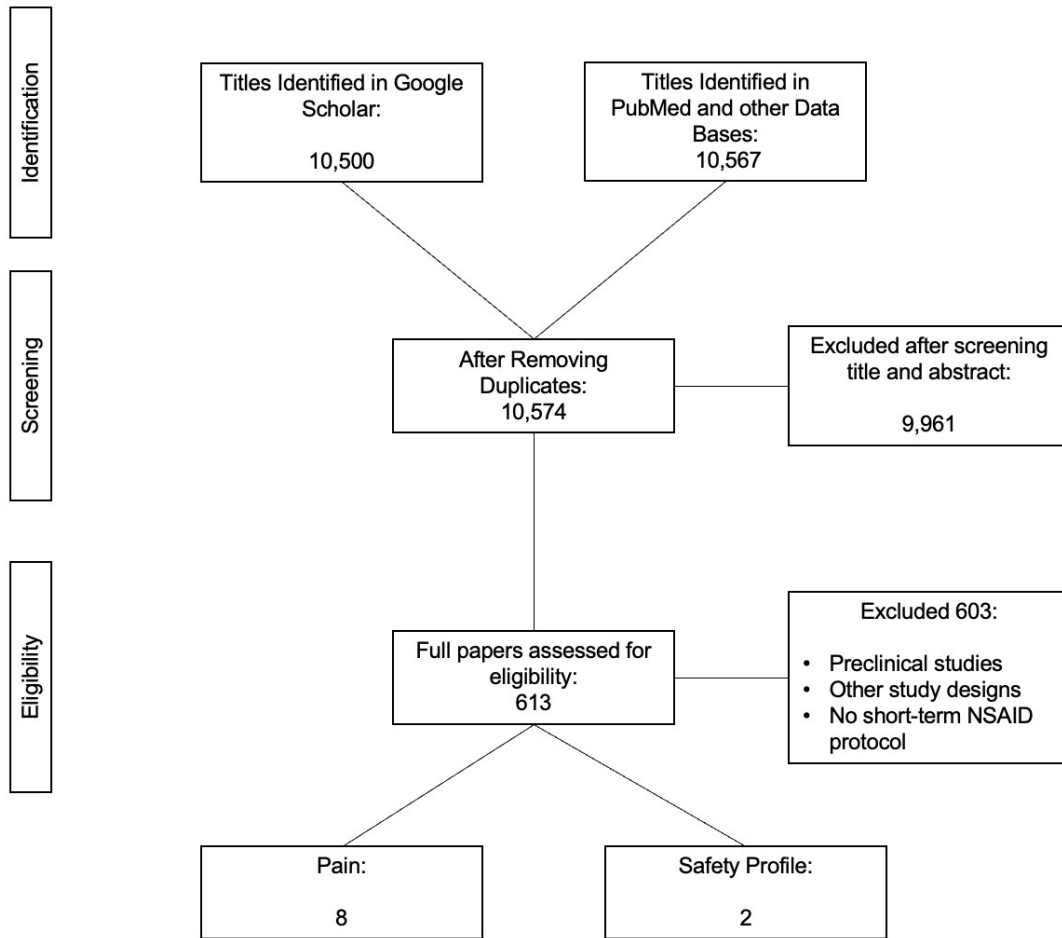 Identification
Titles Identified in Google
Scholar:
10,500
Titles Identified in
PubMed and other Data
Bases:
10,567
Screening
After Removing
Duplicates:
10,574
Excluded after screening
title and abstract:
9,961
Eligibility
Full papers assessed for
eligibility:
613
Excluded 603:
• Preclinical studies
• Other study designs
• No short-term NSAID
protocol
Pain:
8
Safety Profile:
2